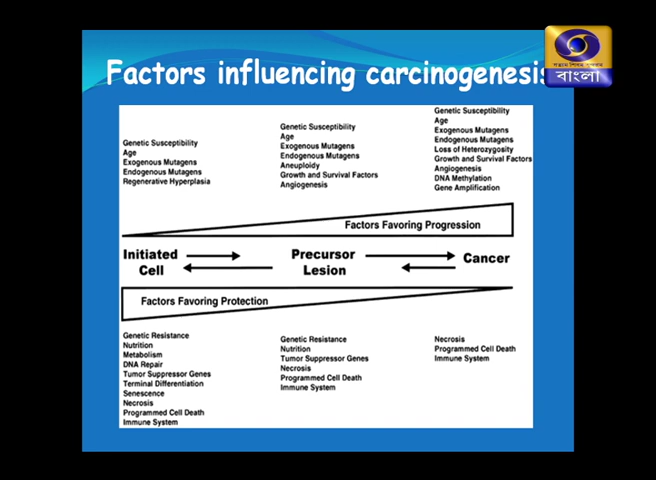 Factors influencing carcinogenesis
সত্যম শিবম সুন্দরম
বাংলা
Genetic Susceptibility
Age
Exogenous Mutagens
Endogenous Mutagens
Regenerative Hyperplasia
Genetic Susceptibility
Age
Exogenous Mutagens
Endogenous Mutagens
Aneuploidy
Growth and Survival Factors
Angiogenesis
Genetic Susceptibility
Age
Exogenous Mutagens
Endogenous Mutagens
Loss of Heterozygosity
Growth and Survival Factors
Angiogenesis
DNA Methylation
Gene Amplification
Factors Favoring Progression
Initiated
Cell
Precursor
Lesion
Cancer
Factors Favoring Protection
Genetic Resistance
Nutrition
Metabolism
DNA Repair
Tumor Suppressor Genes
Terminal Differentiation
Senescence
Necrosis
Programmed Cell Death
Immune System
Genetic Resistance
Nutrition
Tumor Suppressor Genes
Necrosis
Programmed Cell Death
Immune System
Necrosis
Programmed Cell Death
Immune System